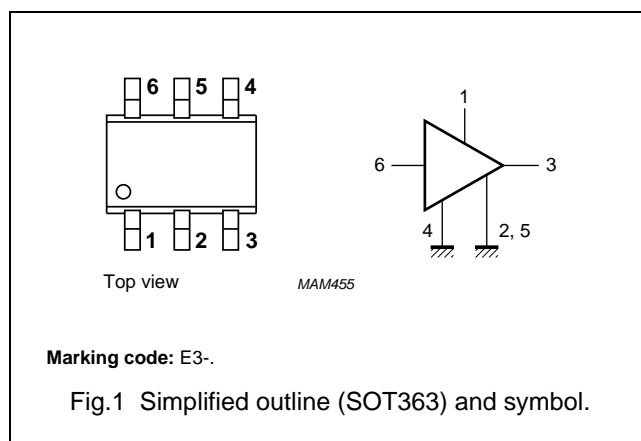 6 5 4
1 2 3
Top view
1
6
3
4
2, 5
MAM455
Marking code: E3-.
Fig.1 Simplified outline (SOT363) and symbol.